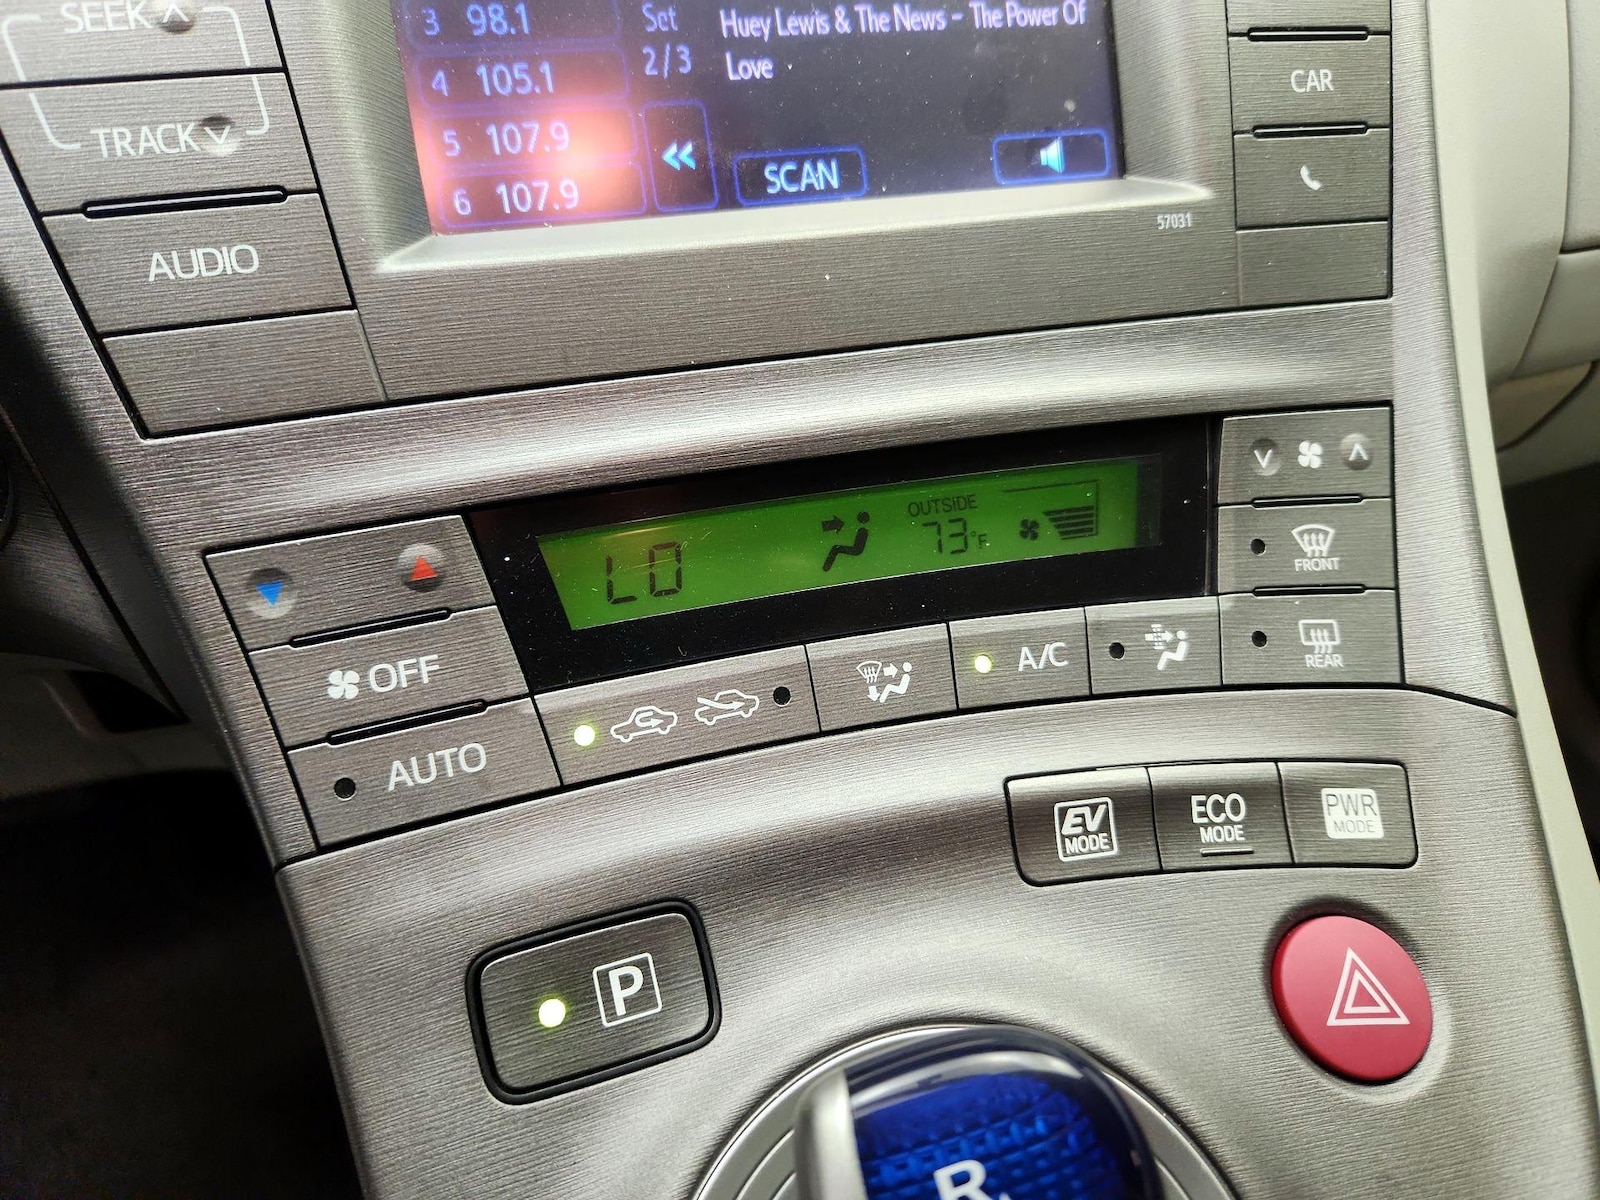 SEEK
TRACK
AUDIO
3 98.1
4 105.1
5 107.9
6 107.9
Set
2/3
Huey Lewis & The News - The Power Of
Love
SCAN
57031
CAR
OFF
AUTO
LO
OUTSIDE
73°F
A/C
FRONT
REAR
EV
MODE
ECO
MODE
PWR
MODE
P
R